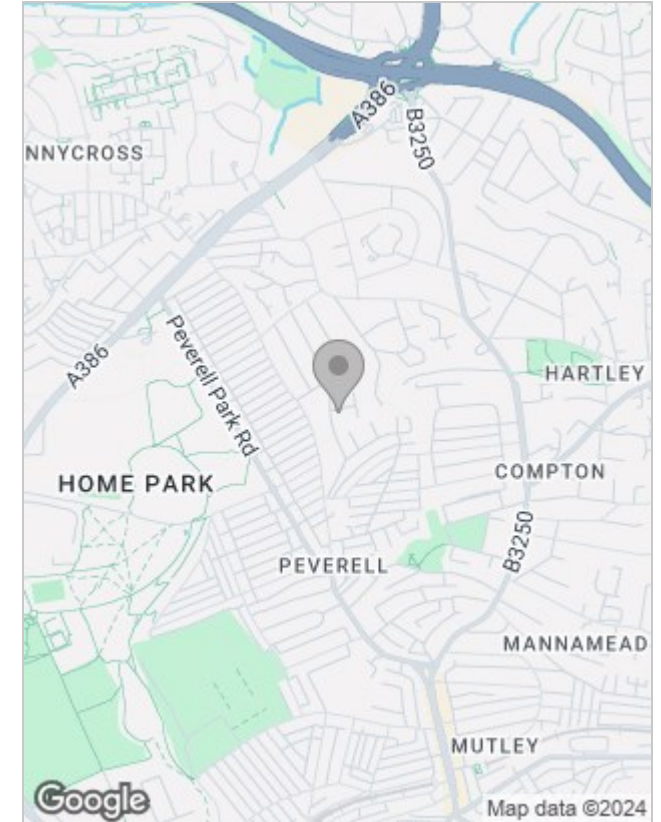 A386
B3250
NNYCROSS
A386
Peverell Park Rd
HARTLEY
HOME PARK
COMPTON
B3250
PEVERELL
MANNAMEAD
MUTLEY
Google
Map data ©2024